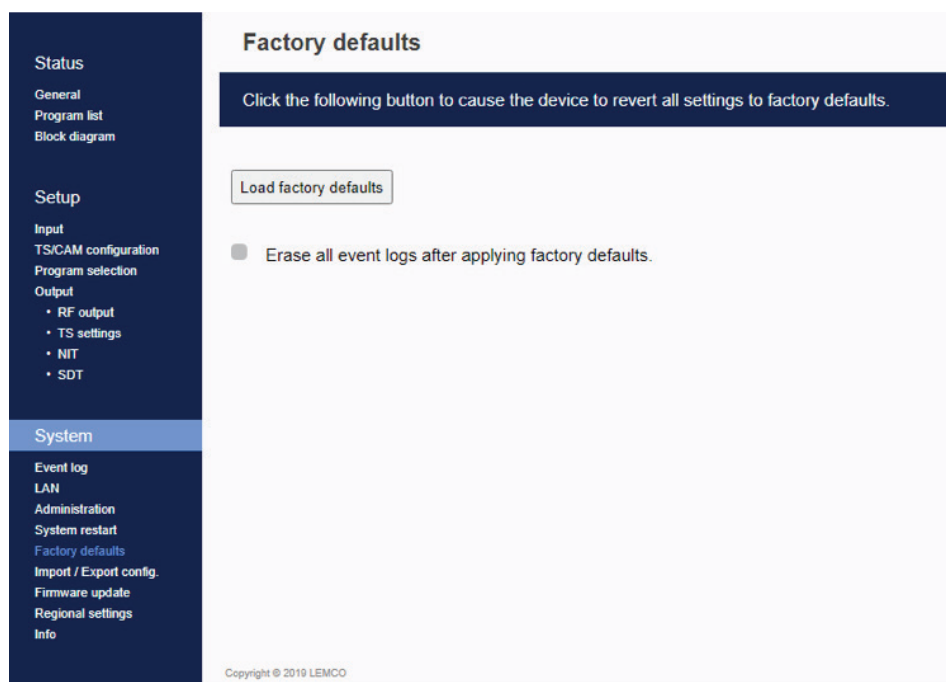 Status
General
Program list
Block diagram
Setup
Input
TS/CAM configuration
Program selection
Output
• RF output
• TS settings
• NIT
• SDT
System
Event log
LAN
Administration
System restart
Factory defaults
Import / Export config.
Firmware update
Regional settings
Info
Factory defaults
Click the following button to cause the device to revert all settings to factory defaults.
Load factory defaults
Erase all event logs after applying factory defaults.
Copyright © 2019 LEMCO